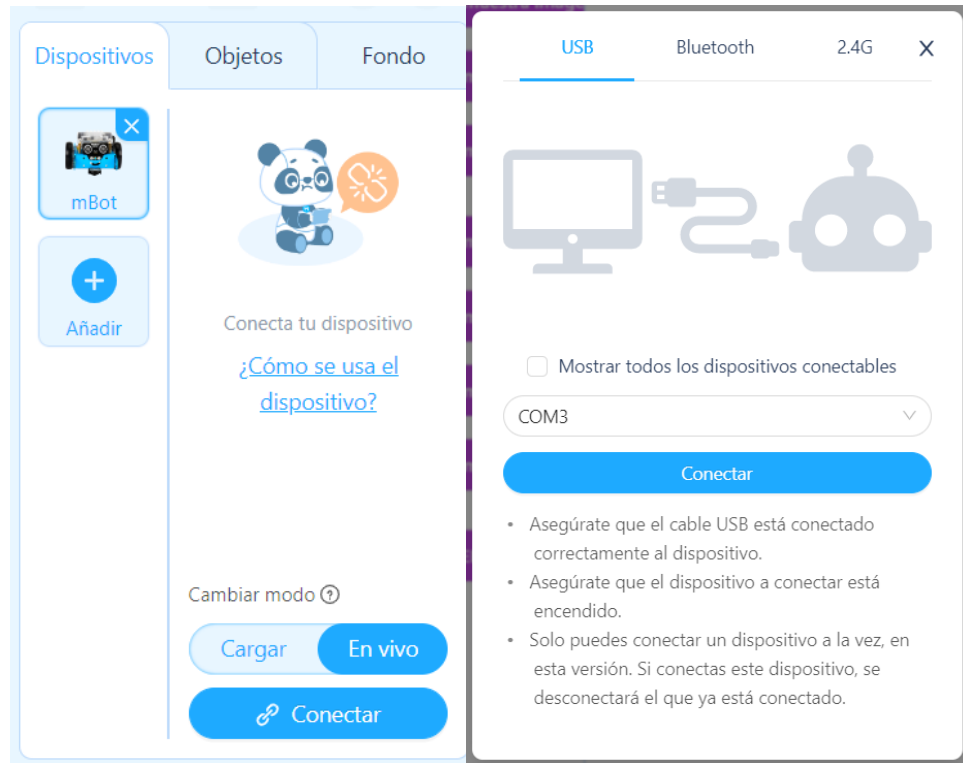 Dispositivos
Objetos
Fondo
mBot
Añadir
Conecta tu dispositivo
¿Cómo se usa el
dispositivo?
Cambiar modo ?
Cargar
En vivo
Conectar
USB
Bluetooth
2.4G
X
Mostrar todos los dispositivos conectables
COM3
Conectar
• Asegúrate que el cable USB está conectado
correctamente al dispositivo.
• Asegúrate que el dispositivo a conectar está
encendido.
• Solo puedes conectar un dispositivo a la vez, en
esta versión. Si conectas este dispositivo, se
desconectará el que ya está conectado.